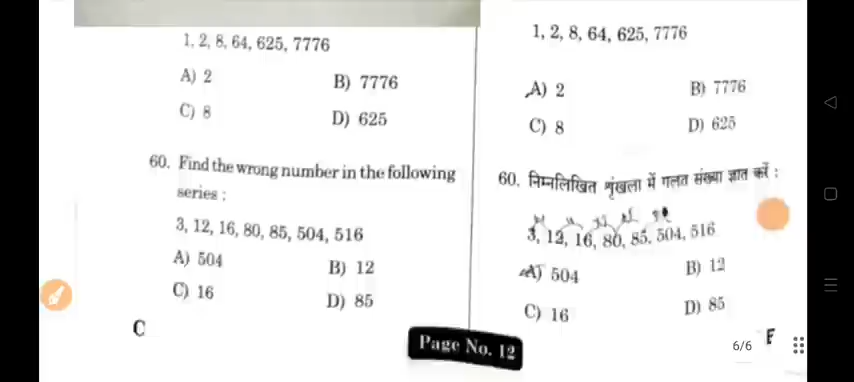 1, 2, 8, 64, 625, 7776
A) 2
B) 7776
C) 8
D) 625
60. Find the wrong number in the following
series :
3, 12, 16, 80, 85, 504, 516
A) 504
B) 12
C) 16
D) 85
C
1, 2, 8, 64, 625, 7776
A) 2
B) 7776
C) 8
D) 625
60. निम्नलिखित शृंखला में गलत संख्या ज्ञात करें :
3, 12, 16, 80, 85, 504, 516
A) 504
B) 12
C) 16
D) 85
Page No. 12
6/6
F